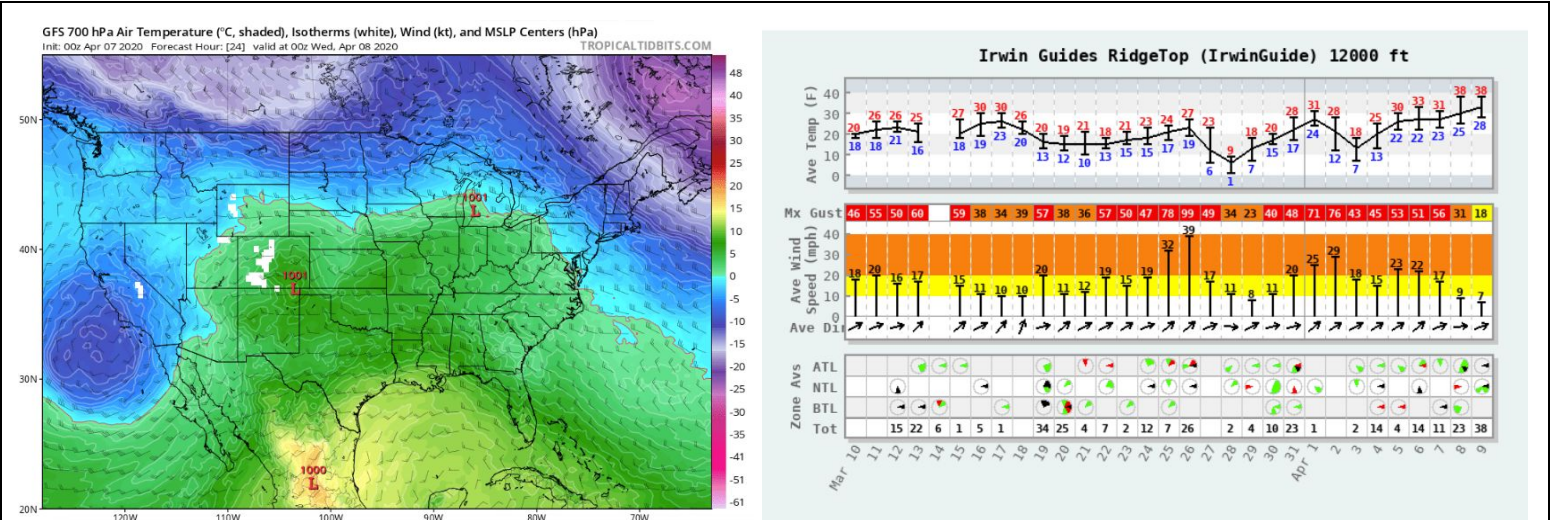 GFS 700 hPa Air Temperature (°C, shaded), Isotherms (white), Wind (kt), and MSLP Centers (hPa)
Init: 00z Apr 07 2020 Forecast Hour: [24] valid at 00z Wed, Apr 08 2020 TROPICALTIDBITS.COM
50N
40N
30N
20N
120W 110W 100W 90W 80W 70W
1001
L
1001
L
1000
L
48
40
35
30
25
20
15
10
5
0
-5
-10
-15
-20
-30
-35
-41
-51
-61
Irwin Guides RidgeTop (IrwinGuide) 12000 ft
Ave Temp (F)
40
30
20
10
0
20 26 26 25 27 30 30 26 20 19 21 18 21 23 24 27 23 9 18 20 28 31 28 18 25 30 33 31 38 38
18 18 21 16 18 19 23 20 13 12 10 13 15 15 17 19 6 1 7 15 17 24 12 7 13 22 22 23 25 28
Mx Gust 46 55 50 60 59 38 34 39 57 38 36 57 50 47 78 99 49 34 23 40 48 71 76 43 45 53 51 56 31 18
Ave Wind
Speed (mph)
40
30
20
10
0
18 20 16 17 15 11 10 10 20 11 12 19 15 19 32 39 17 11 8 11 20 25 29 18 15 23 22 17 9 7
Ave Dir
Zone Avs
ATL
NTL
BTL
Tot 15 22 6 1 5 1 34 25 4 7 2 12 7 26 2 4 10 23 1 2 14 4 14 11 23 38
Mar 10 11 12 13 14 15 16 17 18 19 20 21 22 23 24 25 26 27 28 29 30 31 Apr 1 2 3 4 5 6 7 8 9